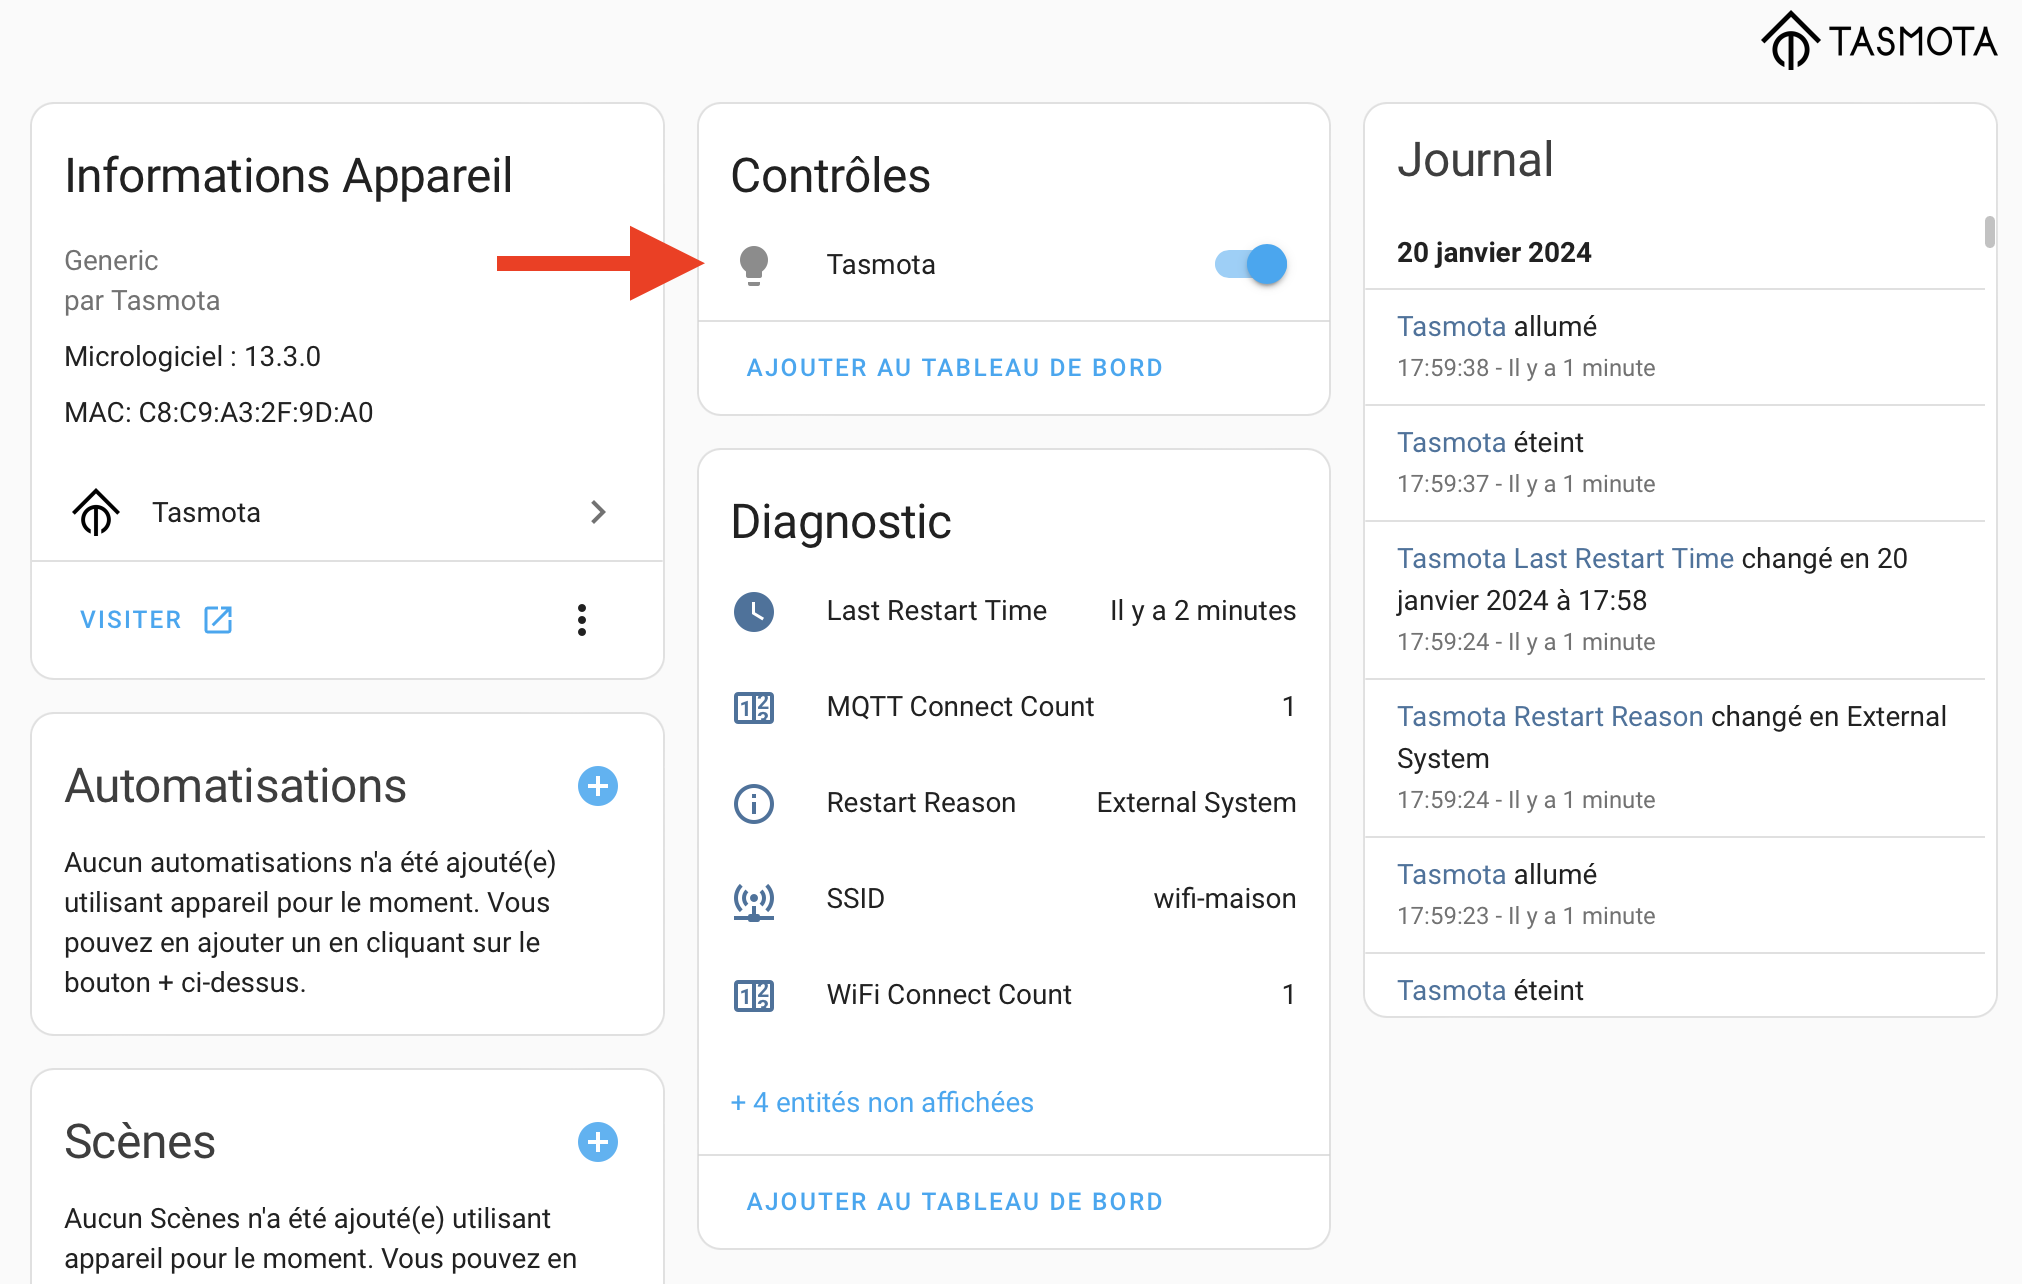 TASMOTA
Informations Appareil
Generic
par Tasmota
Micrologiciel : 13.3.0
MAC: C8:C9:A3:2F:9D:A0
Tasmota
VISITER
Automatisations
Aucun automatisations n'a été ajouté(e)
utilisant appareil pour le moment. Vous
pouvez en ajouter un en cliquant sur le
bouton + ci-dessus.
Scènes
Aucun Scènes n'a été ajouté(e) utilisant
appareil pour le moment. Vous pouvez en
Contrôles
Tasmota
AJOUTER AU TABLEAU DE BORD
Diagnostic
Last Restart Time Il y a 2 minutes
MQTT Connect Count 1
Restart Reason External System
SSID wifi-maison
WiFi Connect Count 1
+ 4 entités non affichées
AJOUTER AU TABLEAU DE BORD
Journal
20 janvier 2024
Tasmota allumé
17:59:38 - Il y a 1 minute
Tasmota éteint
17:59:37 - Il y a 1 minute
Tasmota Last Restart Time changé en 20
janvier 2024 à 17:58
17:59:24 - Il y a 1 minute
Tasmota Restart Reason changé en External
System
17:59:24 - Il y a 1 minute
Tasmota allumé
17:59:23 - Il y a 1 minute
Tasmota éteint